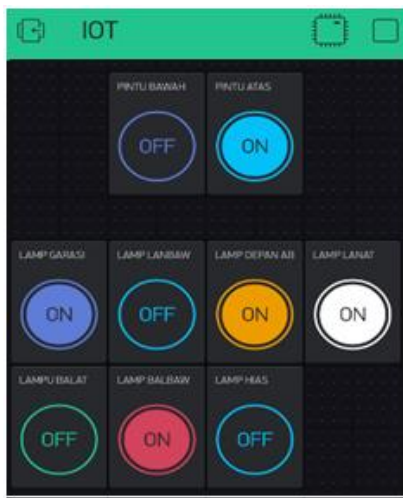 IOT
PINTU BAWAH
PINTU ATAS
OFF
ON
LAMP GARASI
LAMP LANBAW
LAMP DEPAN AB
LAMP LANAT
ON
OFF
ON
ON
LAMPU BALAT
LAMP BALBAW
LAMP HIAS
OFF
ON
OFF